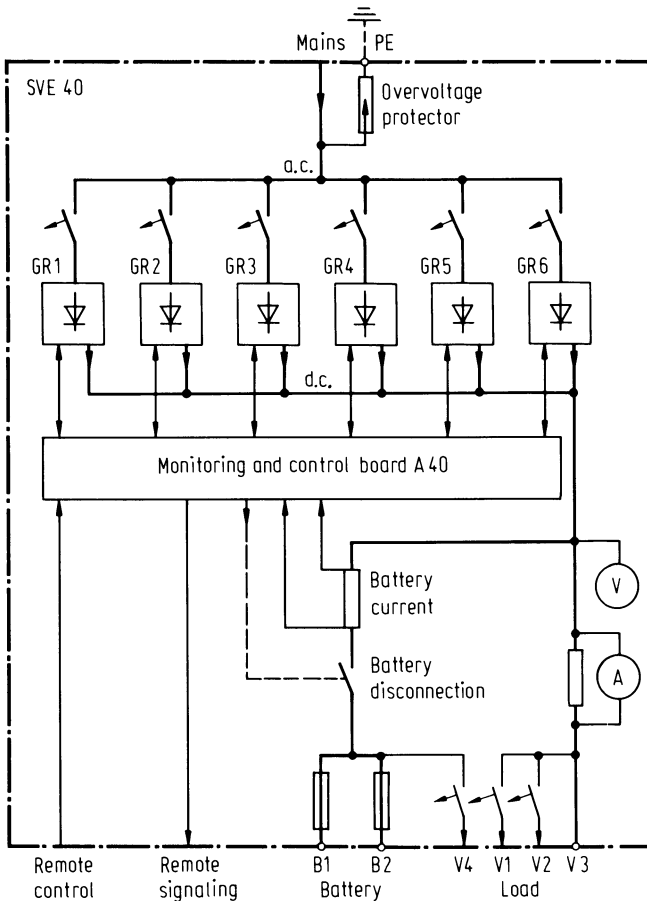 Mains PE
SVE 40
Overvoltage
protector
a.c.
GR1 GR2 GR3 GR4 GR5 GR6
d.c.
Monitoring and control board A 40
Battery
current
V
Battery
disconnection
A
B1 B2 V4 V1 V2 V3
Remote
control
Remote
signaling
Battery
Load